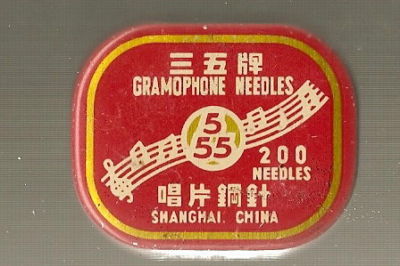 三五牌
GRAMOPHONE NEEDLES
5
55
200
NEEDLES
唱片鋼針
SHANGHAI, CHINA